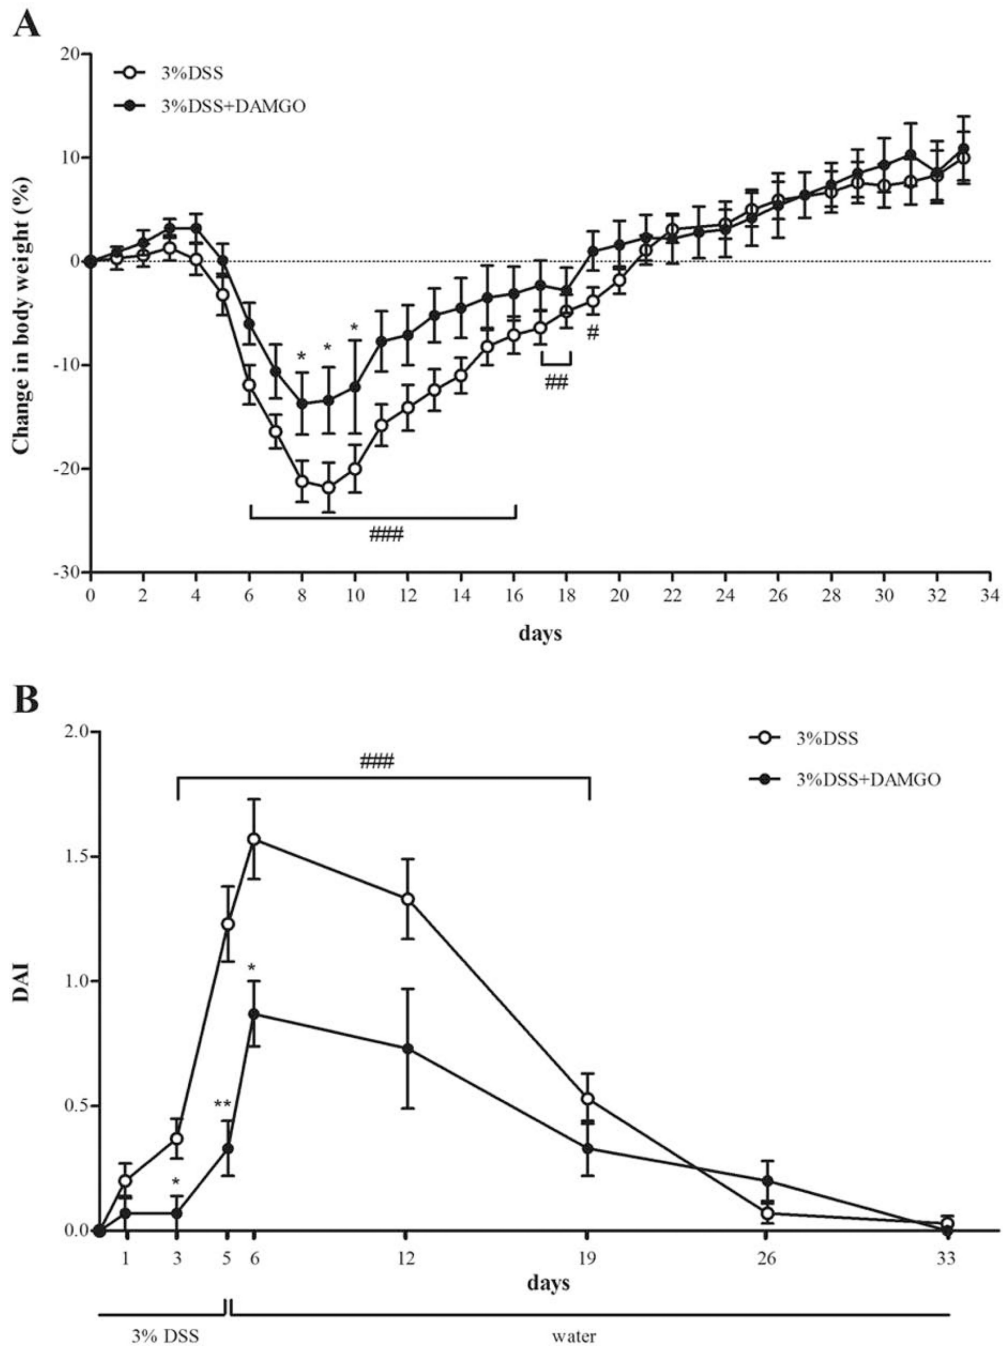 A
20
3%DSS
3%DSS+DAMGO
10
Change in body weight (%)
0
* * *
#
-10
##
-20
###
-30
0 2 4 6 8 10 12 14 16 18 20 22 24 26 28 30 32 34
days
B
2.0
3%DSS
###
3%DSS+DAMGO
1.5
DAI
1.0
*
0.5
**
*
0.0
1 3 5 6 12 19 26 33
days
3% DSS water